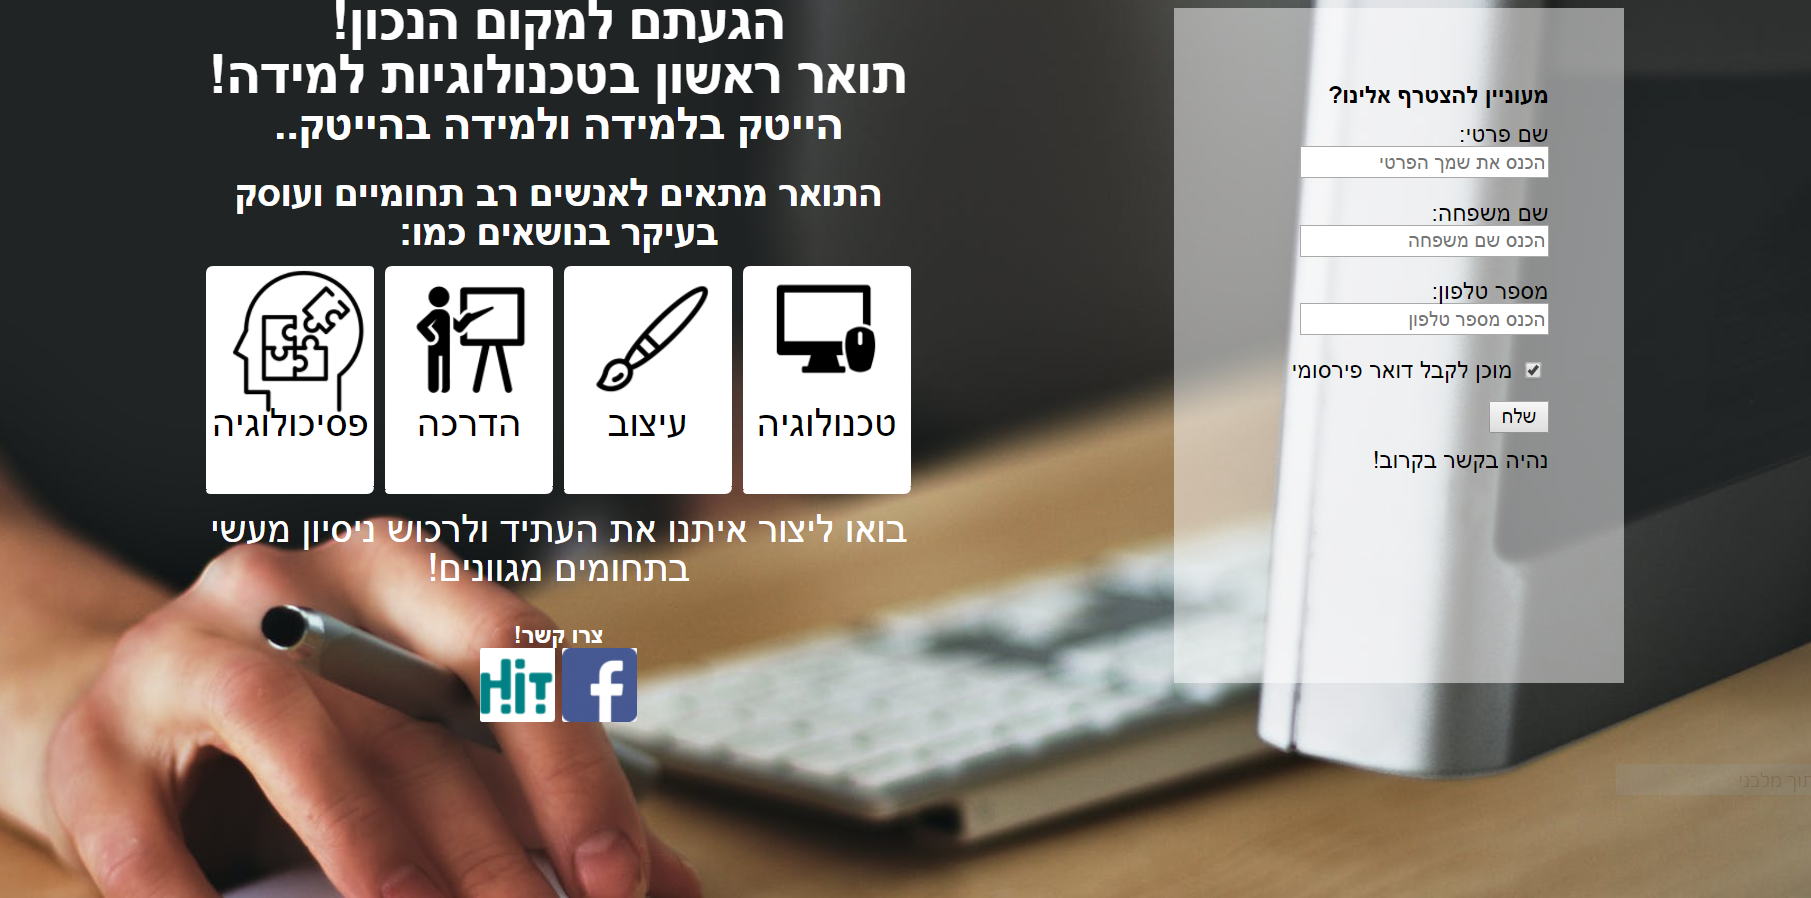 הגעתם למקום הנכון!
תואר ראשון בטכנולוגיות למידה!
הייטק בלמידה ולמידה בהייטק..
התואר מתאים לאנשים רב תחומיים ועוסק
בעיקר בנושאים כמו:
טכנולוגיה
עיצוב
הדרכה
פסיכולוגיה
בואו ליצור איתנו את העתיד ולרכוש ניסיון מעשי
בתחומים מגוונים!
צרו קשר!
f
HiT
מעוניין להצטרף אלינו?
שם פרטי:
הכנס את שמך הפרטי
שם משפחה:
הכנס שם משפחה
מספר טלפון:
הכנס מספר טלפון
מוכן לקבל דואר פירסומי
שלח
נהיה בקשר בקרוב!
מלבני